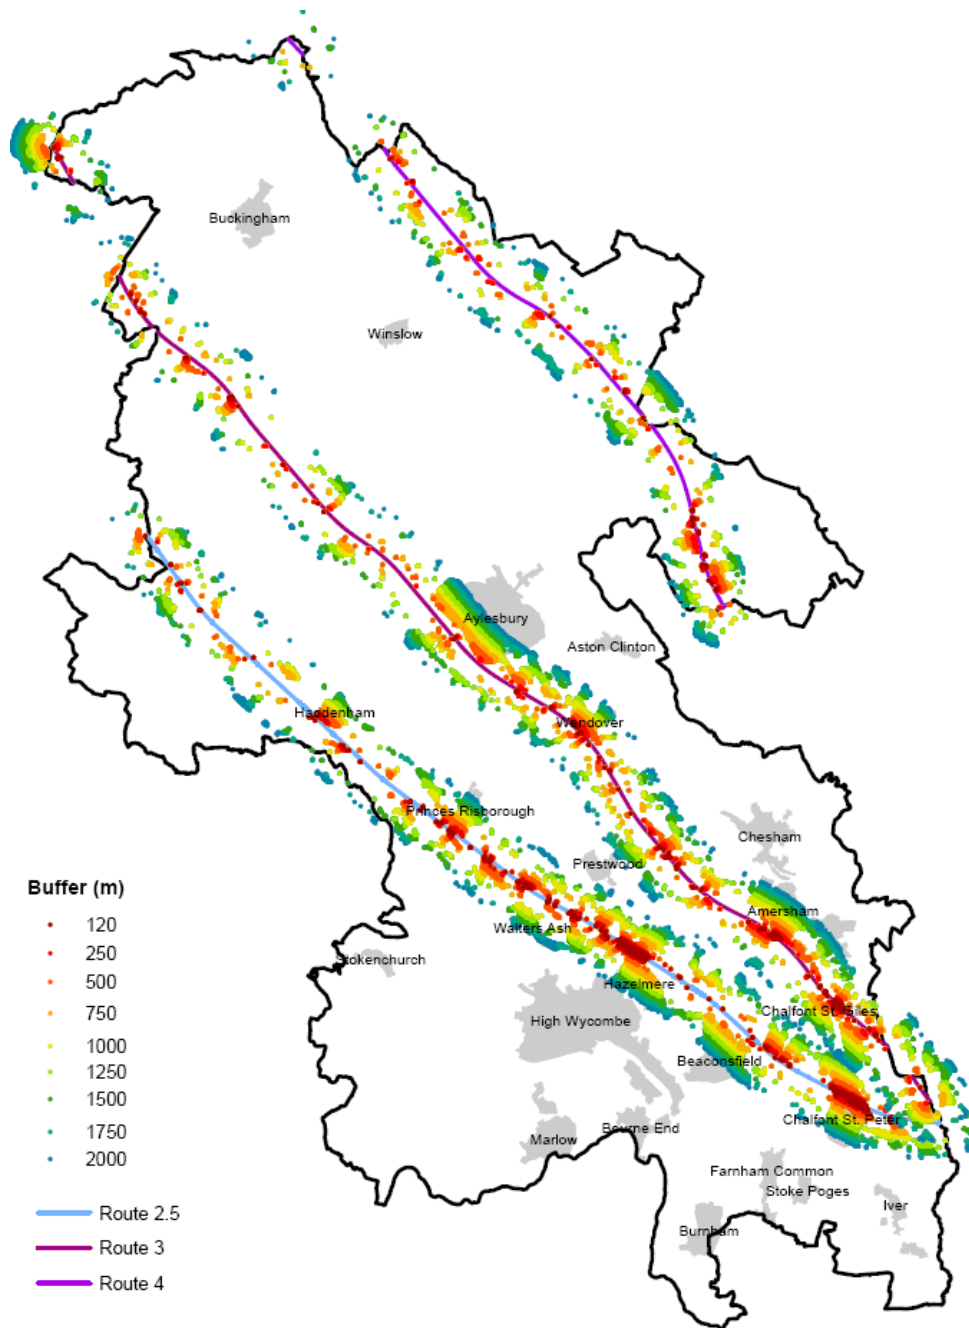 Buckingham
Winslow
Aylesbury
Aston Clinton
Haddenham
Wendover
Princes Risborough
Chesham
Prestwood
Amersham
Walters Ash
Stokenchurch
Hazelmere
High Wycombe
Chalfont St. Giles
Beaconsfield
Chalfont St. Peter
Bourne End
Marlow
Farnham Common
Stoke Poges
Iver
Burnham
Buffer (m)
120
250
500
750
1000
1250
1500
1750
2000
Route 2.5
Route 3
Route 4